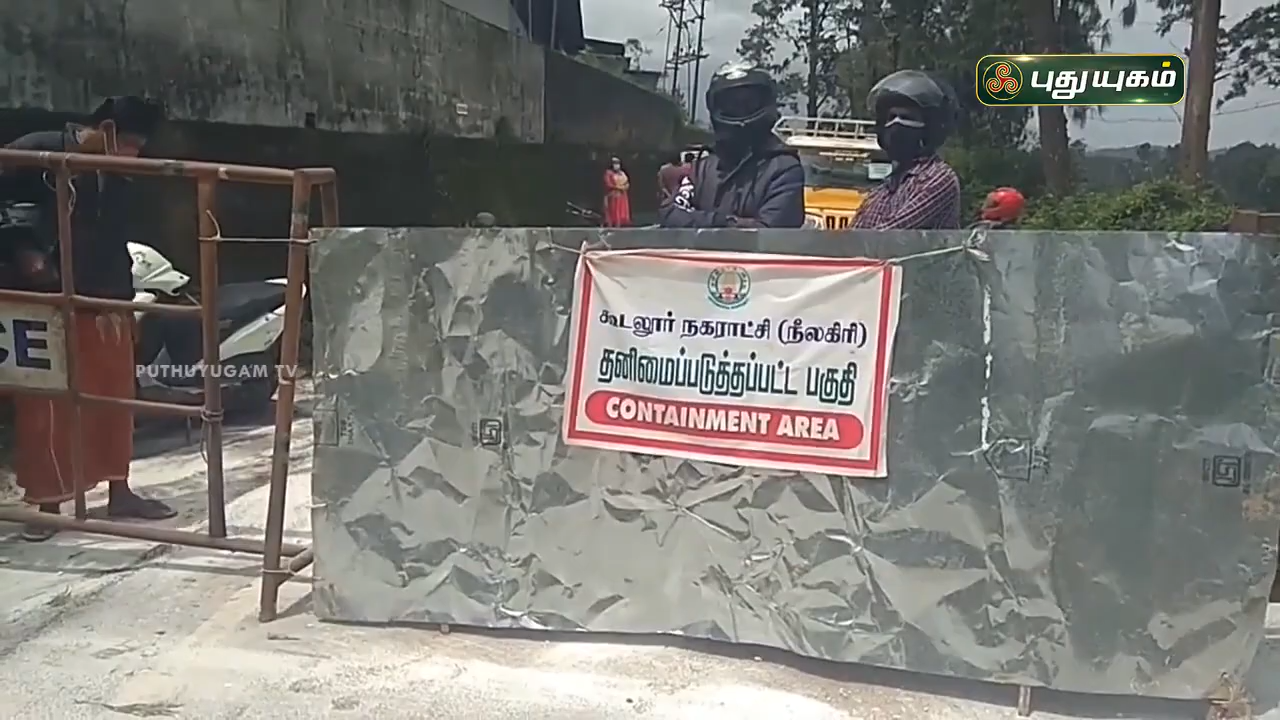 புதுயுகம்
கூடலூர் நகராட்சி (நீலகிரி)
தனிமைப்படுத்தப்பட்ட பகுதி
CONTAINMENT AREA
CE
PUTHUYUGAM TV